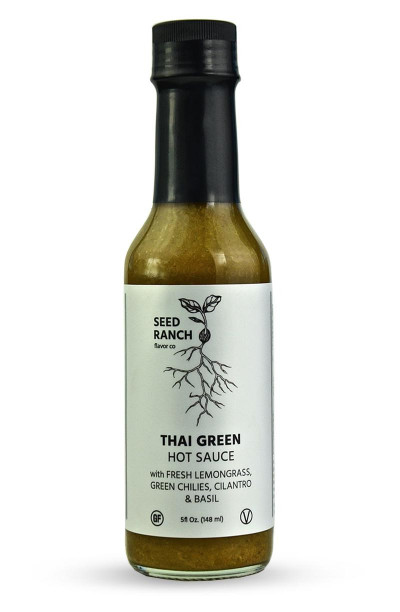 SEED
RANCH
flavor co
THAI GREEN
HOT SAUCE
with FRESH LEMONGRASS,
GREEN CHILIES, CILANTRO
& BASIL
GF
5fl Oz. (148 ml)
V